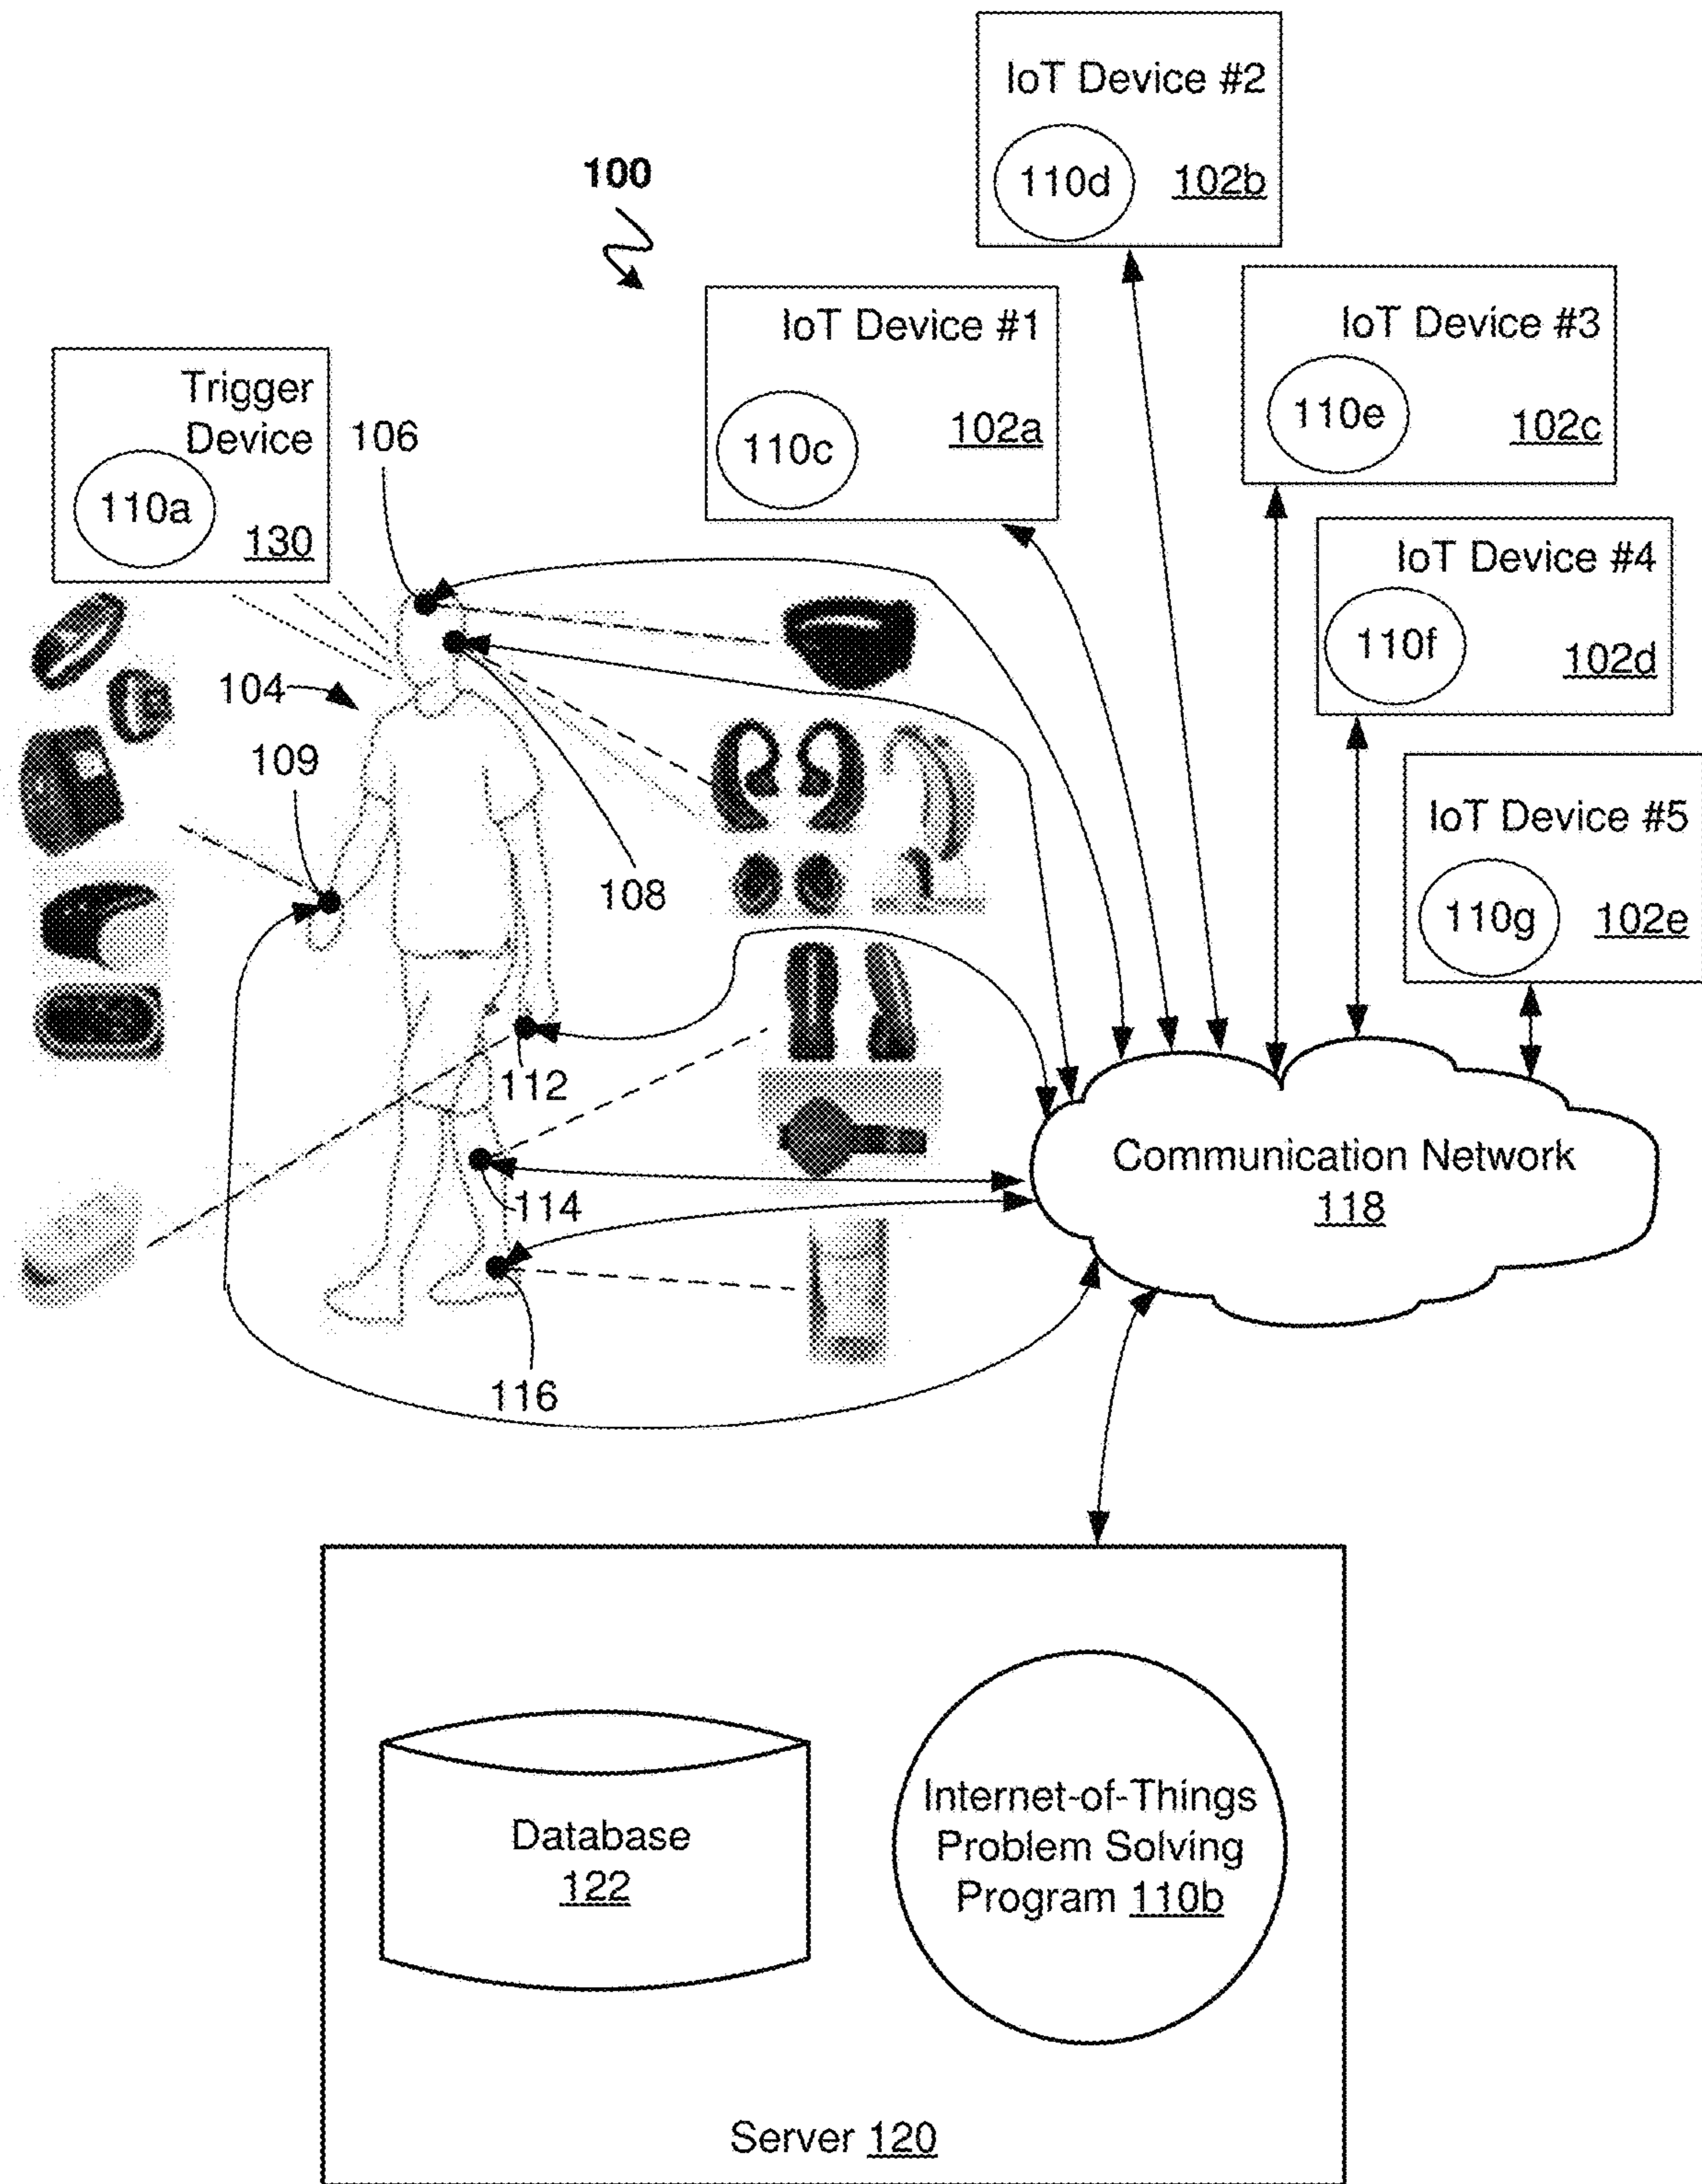 IoT Device #2
110d 102b
100
IoT Device #1
110c 102a
IoT Device #3
110e 102c
Trigger
Device
110a 130
106
IoT Device #4
110f 102d
104
109
108
IoT Device #5
110g 102e
112
114
116
Communication Network
118
Database
122
Internet-of-Things
Problem Solving
Program 110b
Server 120